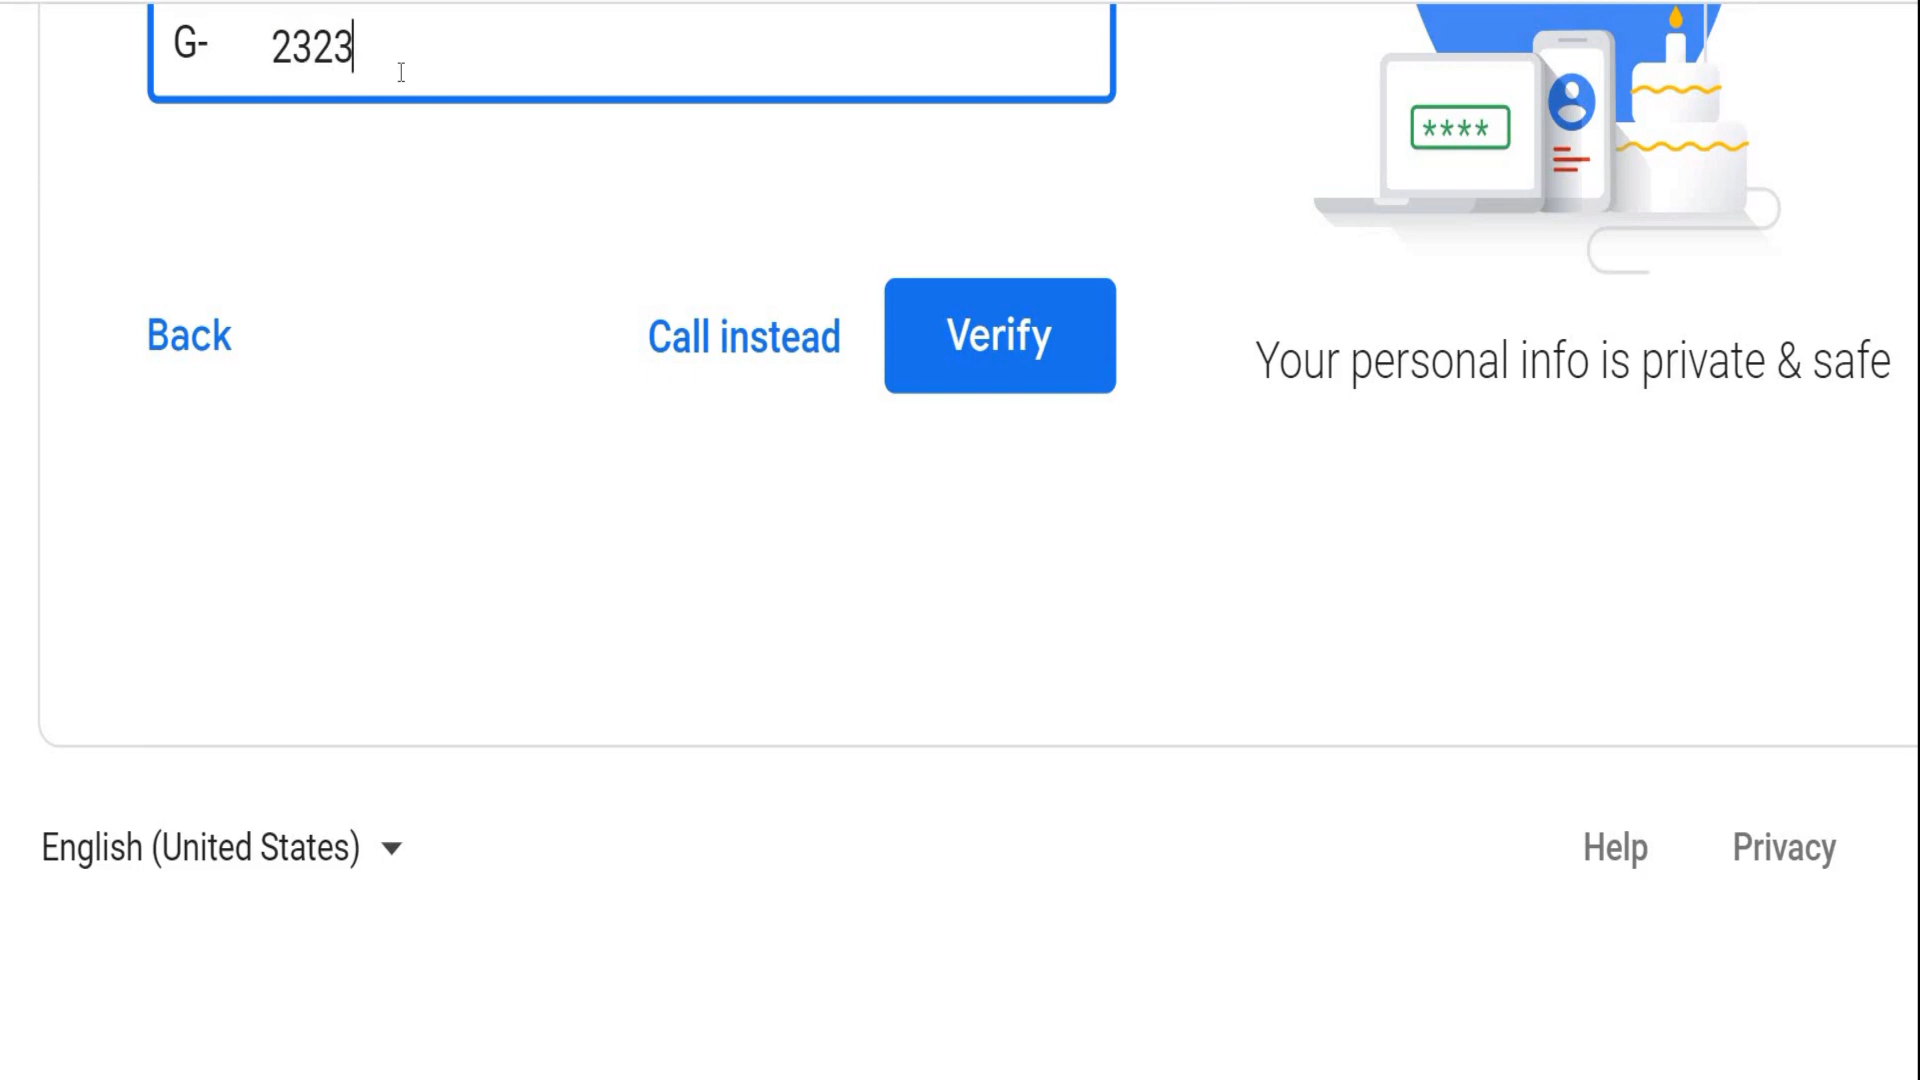 G- 2323
****
Back Call instead Verify
Your personal info is private & safe
English (United States) Help Privacy